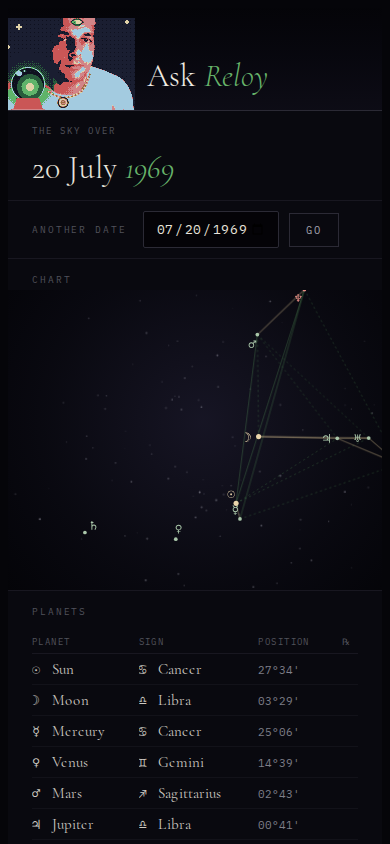 Ask Reloy
THE SKY OVER
20 July 1969
ANOTHER DATE 07/20/1969 GO
CHART
♆
♂
☽ ♃ ♅
☉
☿
♄ ♀
PLANETS
PLANET SIGN POSITION ℞
☉ Sun ♋ Cancer 27°34'
☽ Moon ♎ Libra 03°29'
☿ Mercury ♋ Cancer 25°06'
♀ Venus ♊ Gemini 14°39'
♂ Mars ♐ Sagittarius 02°43'
♃ Jupiter ♎ Libra 00°41'